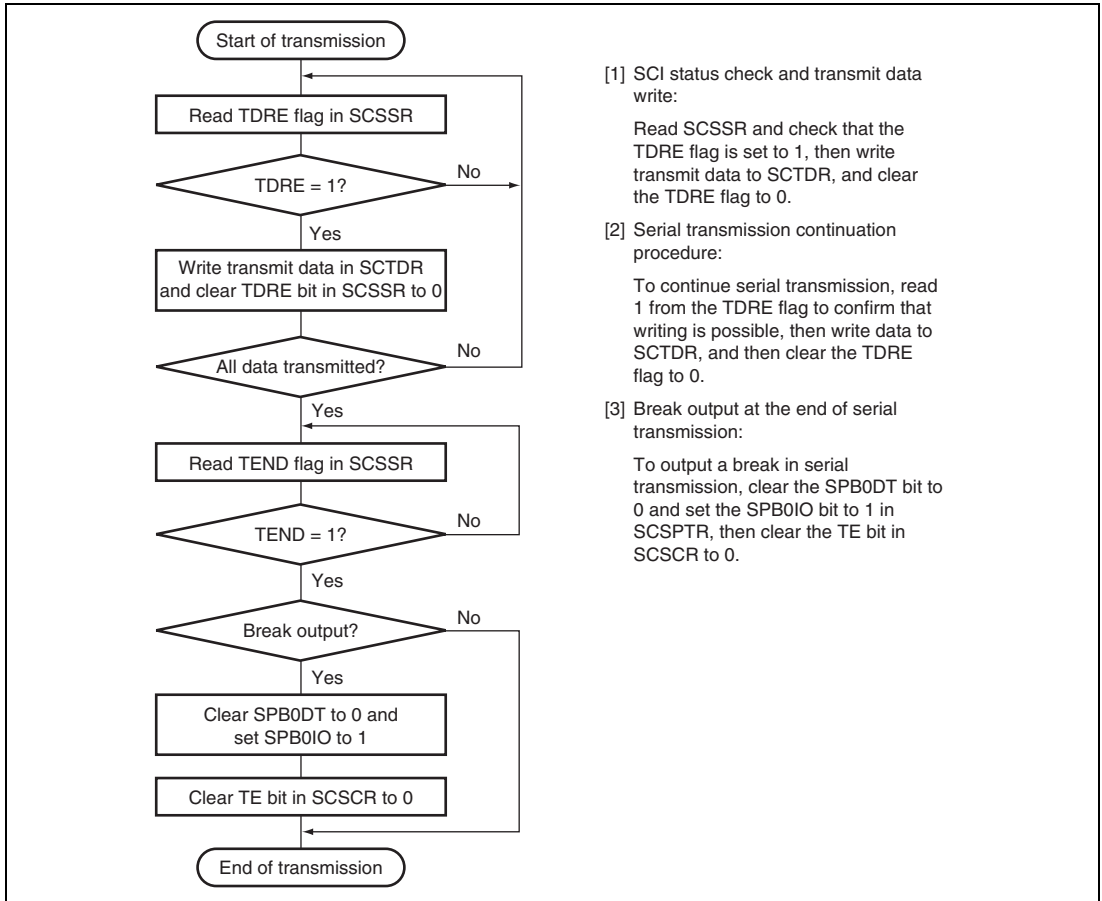 Start of transmission
Read TDRE flag in SCSSR
TDRE = 1?
No
Yes
Write transmit data in SCTDR
and clear TDRE bit in SCSSR to 0
All data transmitted?
No
Yes
Read TEND flag in SCSSR
TEND = 1?
No
Yes
Break output?
No
Yes
Clear SPB0DT to 0 and
set SPB0IO to 1
Clear TE bit in SCSCR to 0
End of transmission
[1] SCI status check and transmit data
write:
Read SCSSR and check that the
TDRE flag is set to 1, then write
transmit data to SCTDR, and clear
the TDRE flag to 0.
[2] Serial transmission continuation
procedure:
To continue serial transmission, read
1 from the TDRE flag to confirm that
writing is possible, then write data to
SCTDR, and then clear the TDRE
flag to 0.
[3] Break output at the end of serial
transmission:
To output a break in serial
transmission, clear the SPB0DT bit to
0 and set the SPB0IO bit to 1 in
SCSPTR, then clear the TE bit in
SCSCR to 0.